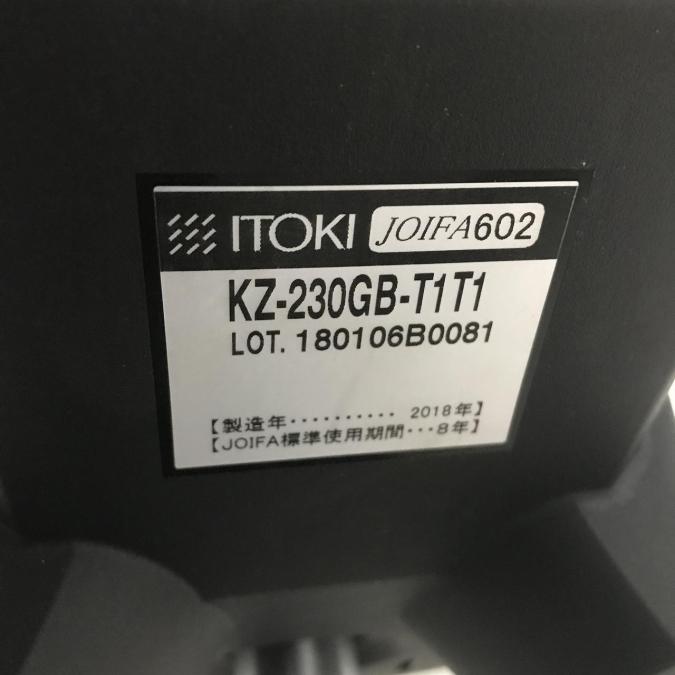 ITOKI JOIFA602
KZ-230GB-T1T1
LOT. 180106B0081
【製造年·········· 2018年】
【JOIFA標準使用期間···8年】